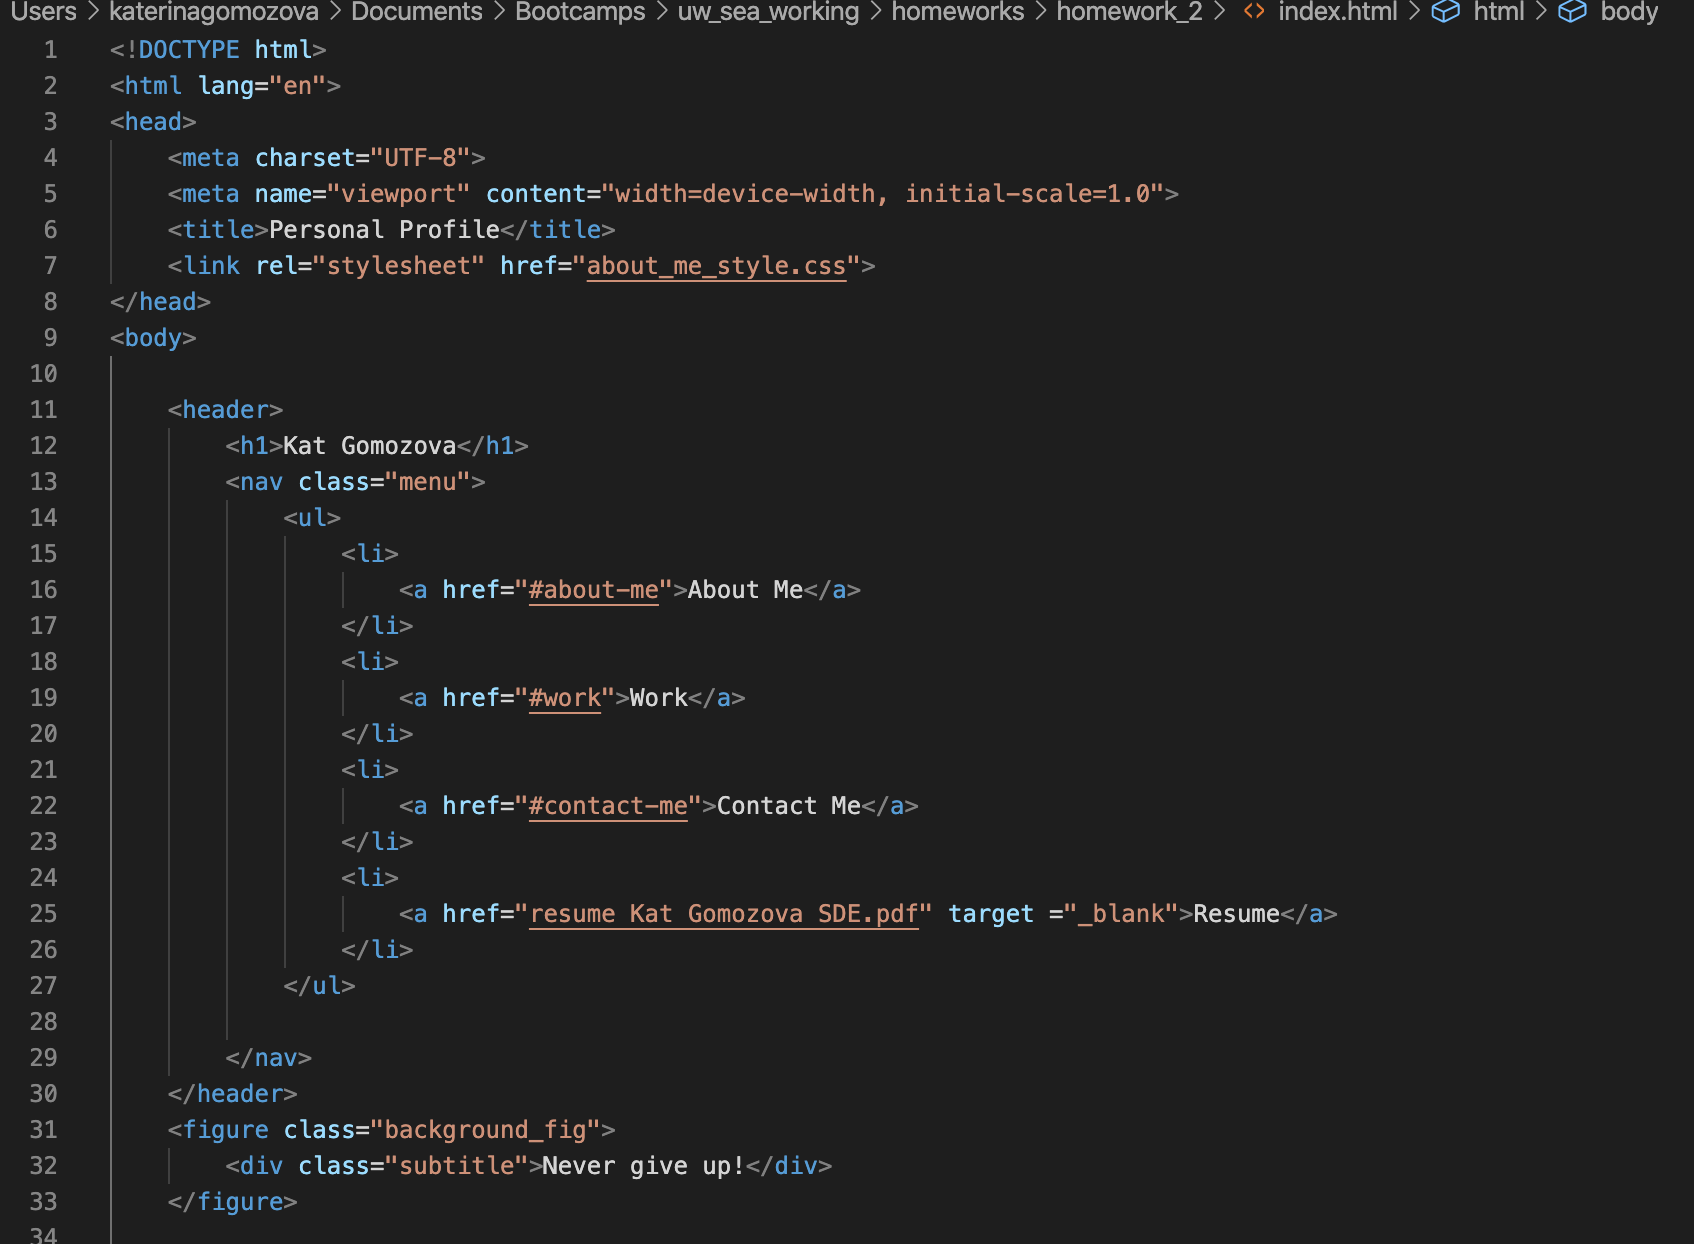 Users > katerinagomozova > Documents > Bootcamps > uw_sea_working > homeworks > homework_2 > <> index.html > html > body
1 <!DOCTYPE html>
2 <html lang="en">
3 <head>
4     <meta charset="UTF-8">
5     <meta name="viewport" content="width=device-width, initial-scale=1.0">
6     <title>Personal Profile</title>
7     <link rel="stylesheet" href="about_me_style.css">
8 </head>
9 <body>
10
11     <header>
12         <h1>Kat Gomozova</h1>
13         <nav class="menu">
14             <ul>
15                 <li>
16                     <a href="#about-me">About Me</a>
17                 </li>
18                 <li>
19                     <a href="#work">Work</a>
20                 </li>
21                 <li>
22                     <a href="#contact-me">Contact Me</a>
23                 </li>
24                 <li>
25                     <a href="resume Kat Gomozova SDE.pdf" target ="_blank">Resume</a>
26                 </li>
27             </ul>
28
29         </nav>
30     </header>
31     <figure class="background_fig">
32         <div class="subtitle">Never give up!</div>
33     </figure>
34